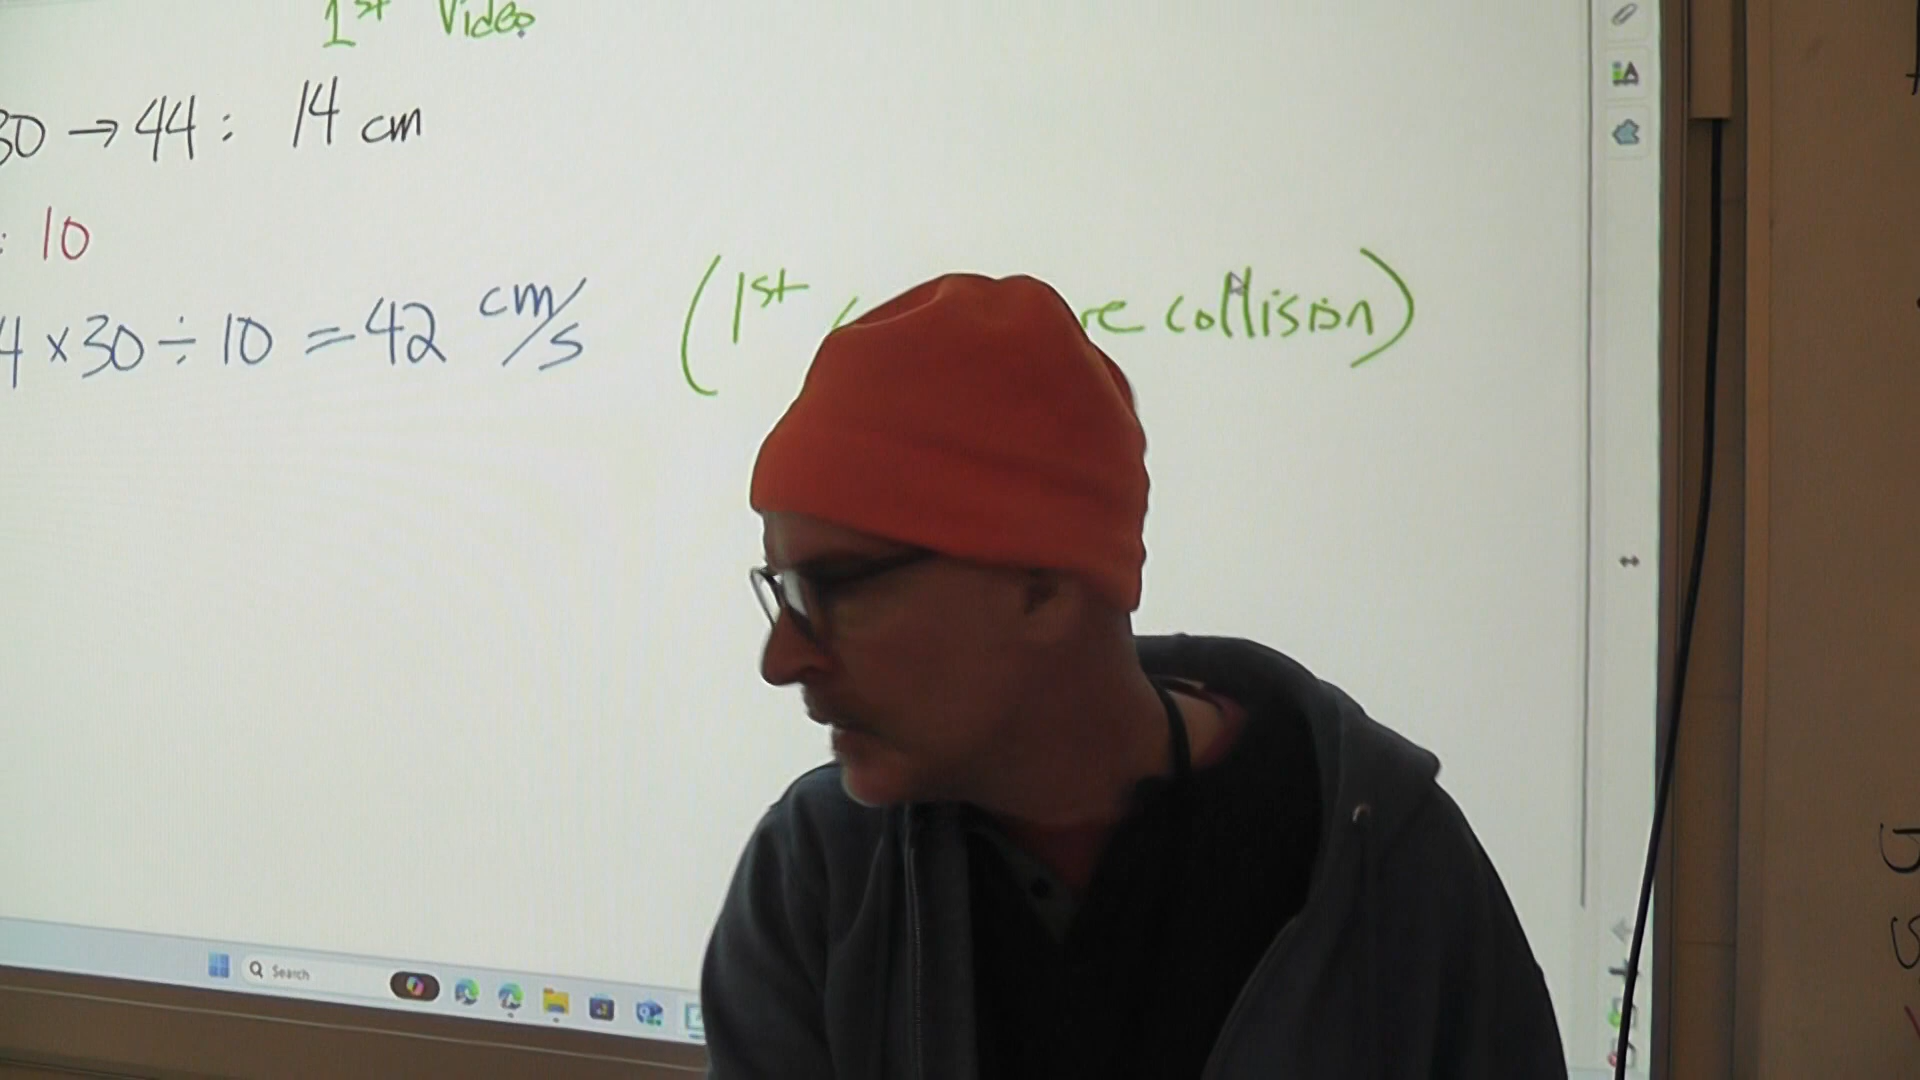 1st Video
30 → 44 : 14 cm
: 10
4 × 30 ÷ 10 = 42 cm/s (1st collision)
Search